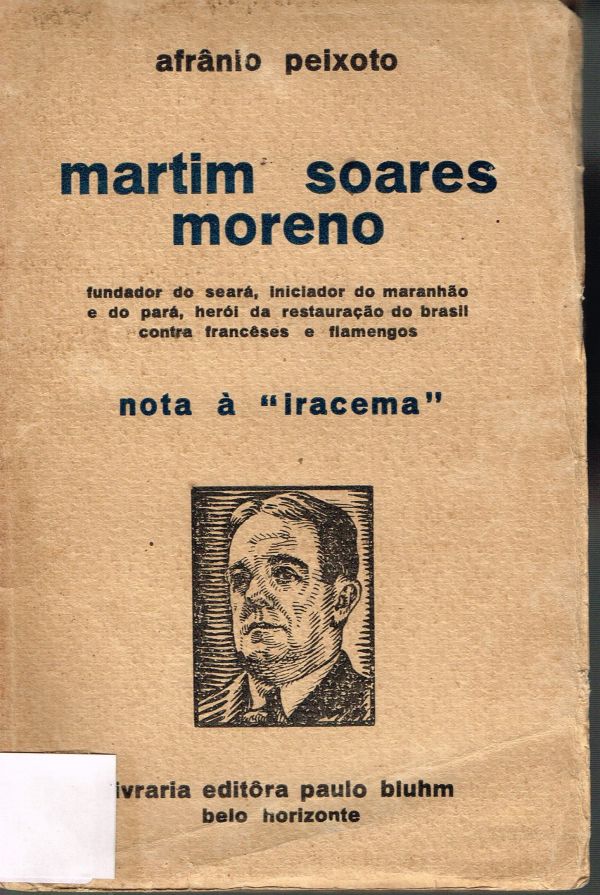 afrânio peixoto
martim soares
moreno
fundador do seará, iniciador do maranhão
e do pará, herói da restauração do brasil
contra francêses e flamengos
nota à "iracema"
ivraria editôra paulo bluhm
belo horizonte